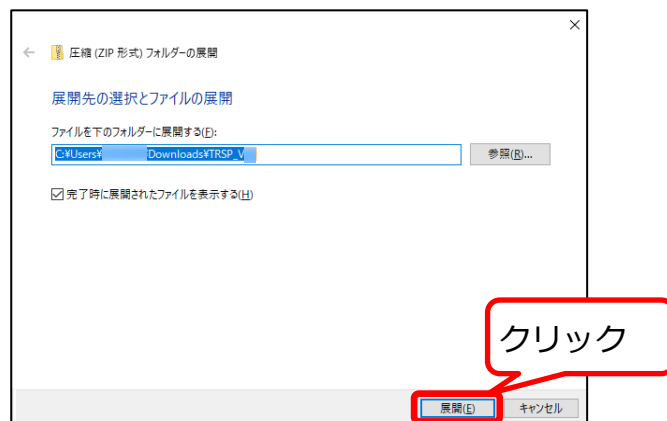 圧縮 (ZIP 形式) フォルダーの展開
展開先の選択とファイルの展開
ファイルを下のフォルダーに展開する(F):
C:¥Users¥ Downloads¥TRSP_V
参照(R)...
完了時に展開されたファイルを表示する(H)
クリック
展開(E)
キャンセル